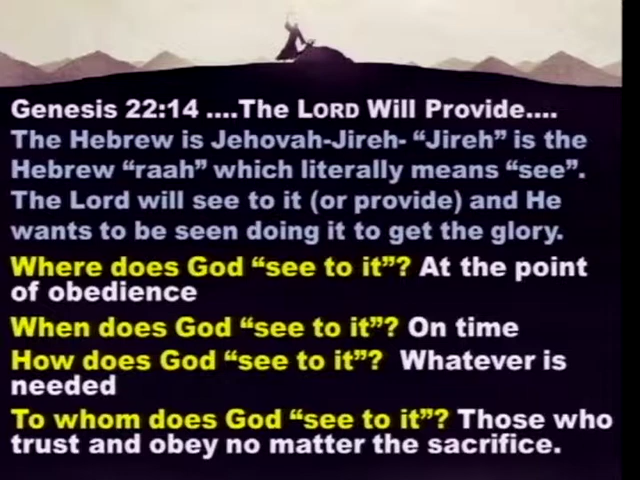 Genesis 22:14 ....The LORD Will Provide....
The Hebrew is Jehovah-Jireh- “Jireh” is the
Hebrew “raah” which literally means “see”.
The Lord will see to it (or provide) and He
wants to be seen doing it to get the glory.
Where does God “see to it”? At the point
of obedience
When does God “see to it”? On time
How does God “see to it”? Whatever is
needed
To whom does God “see to it”? Those who
trust and obey no matter the sacrifice.